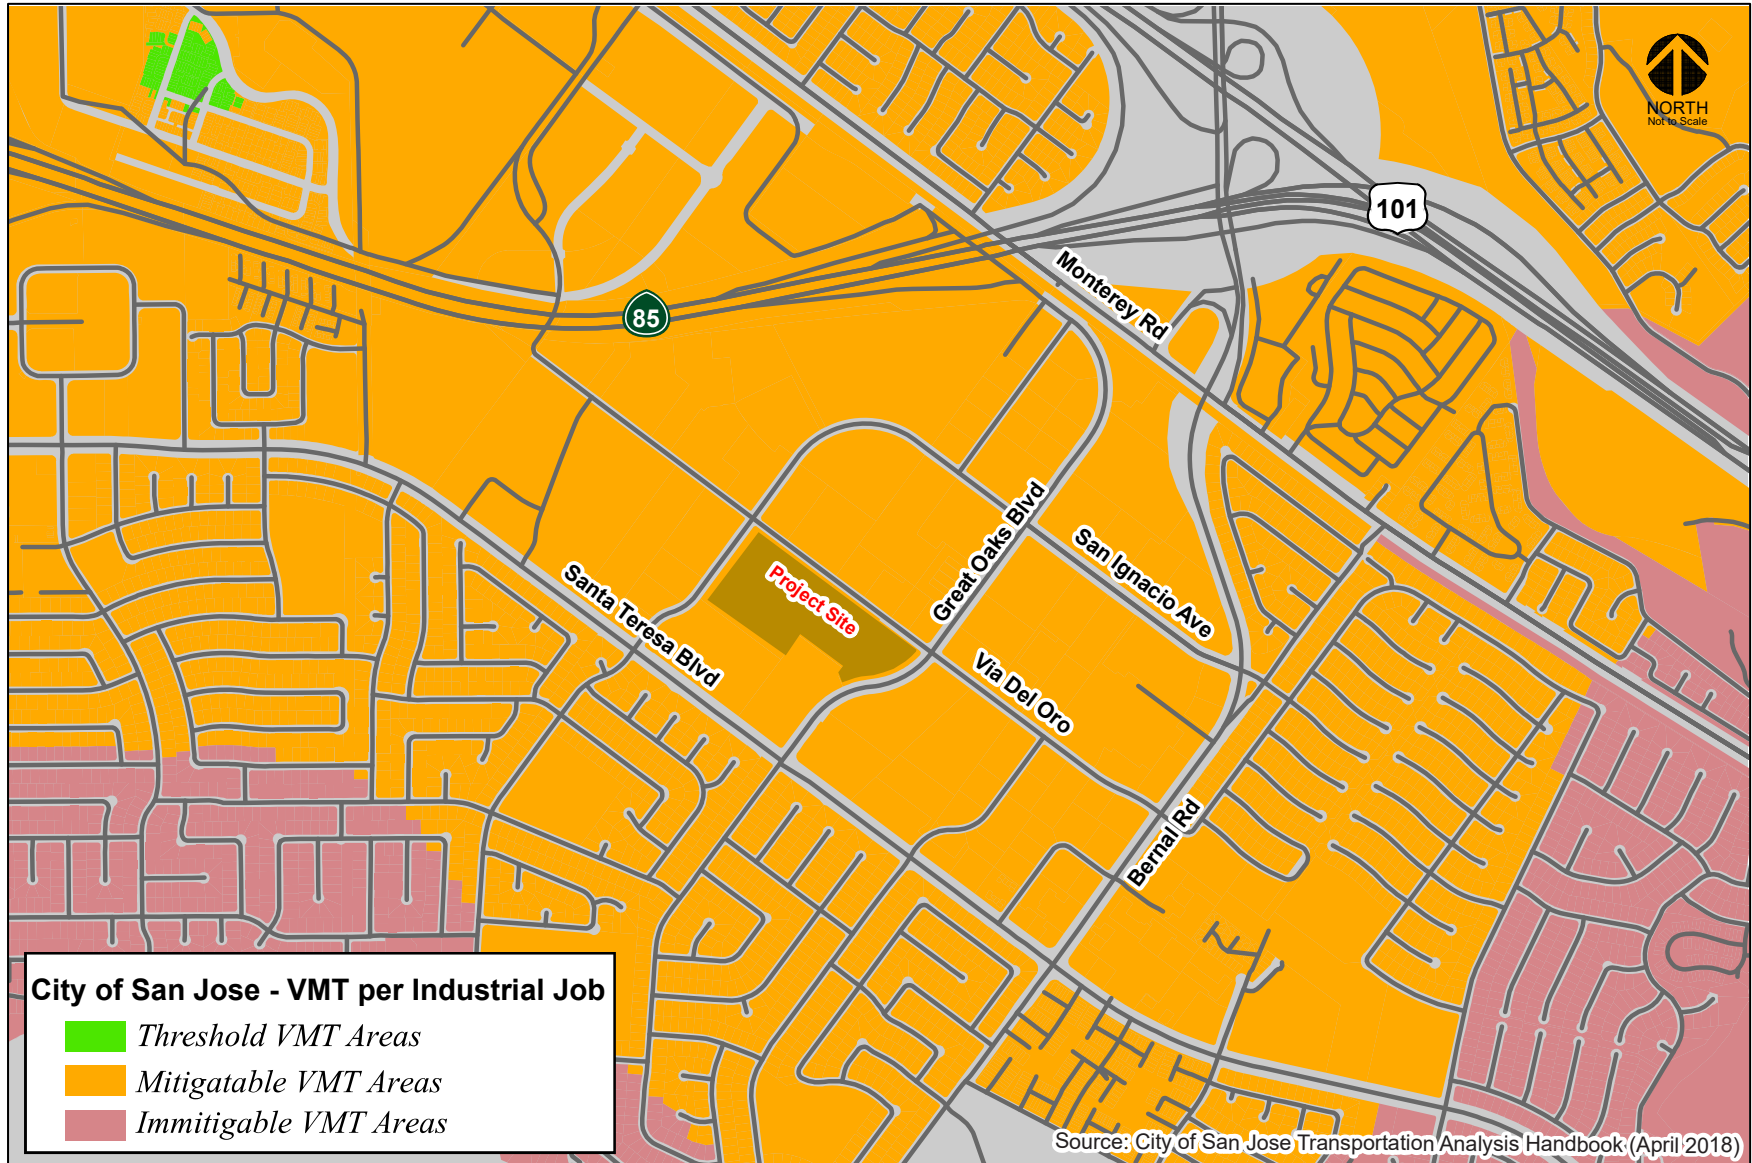 NORTH
Not to Scale
101
Monterey Rd
85
Great Oaks Blvd
San Ignacio Ave
Project Site
Santa Teresa Blvd
Via Del Oro
Bernal Rd
City of San Jose - VMT per Industrial Job
Threshold VMT Areas
Mitigatable VMT Areas
Immitigable VMT Areas
Source: City of San Jose Transportation Analysis Handbook (April 2018)